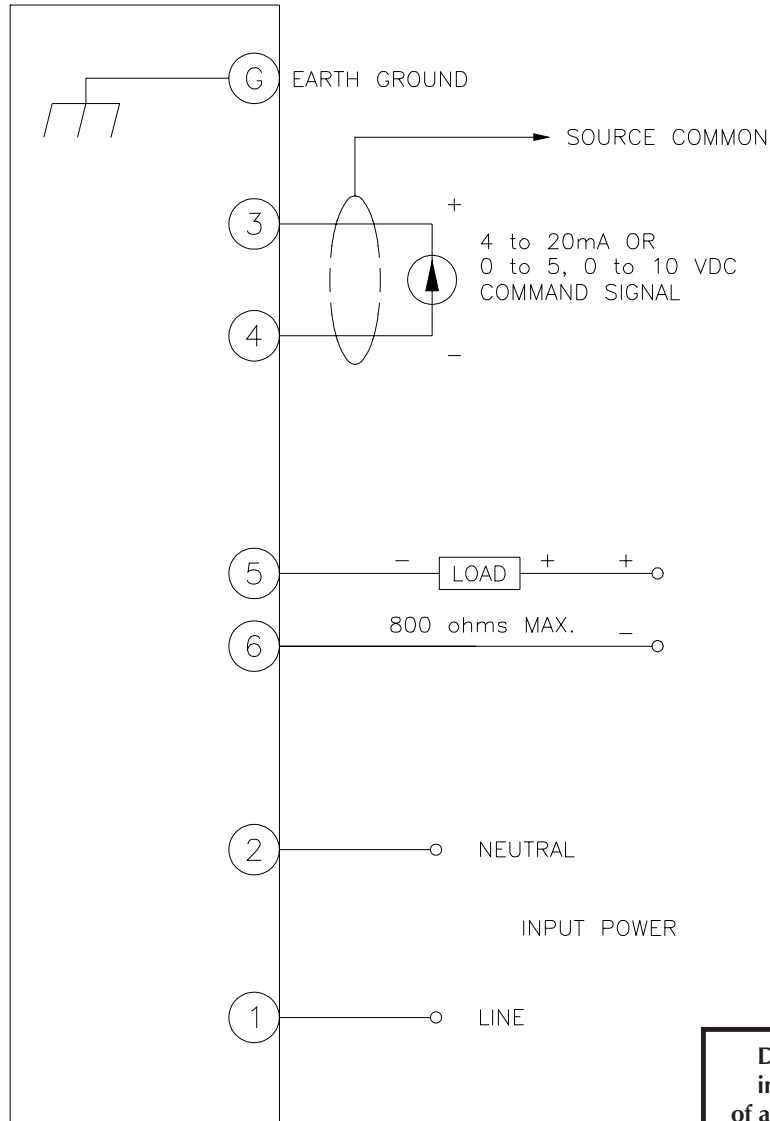 G EARTH GROUND
SOURCE COMMON
3
+
4 to 20mA OR
0 to 5, 0 to 10 VDC
COMMAND SIGNAL
4
–
5 – LOAD + +
800 ohms MAX. –
6
2 NEUTRAL
INPUT POWER
1 LINE
of a